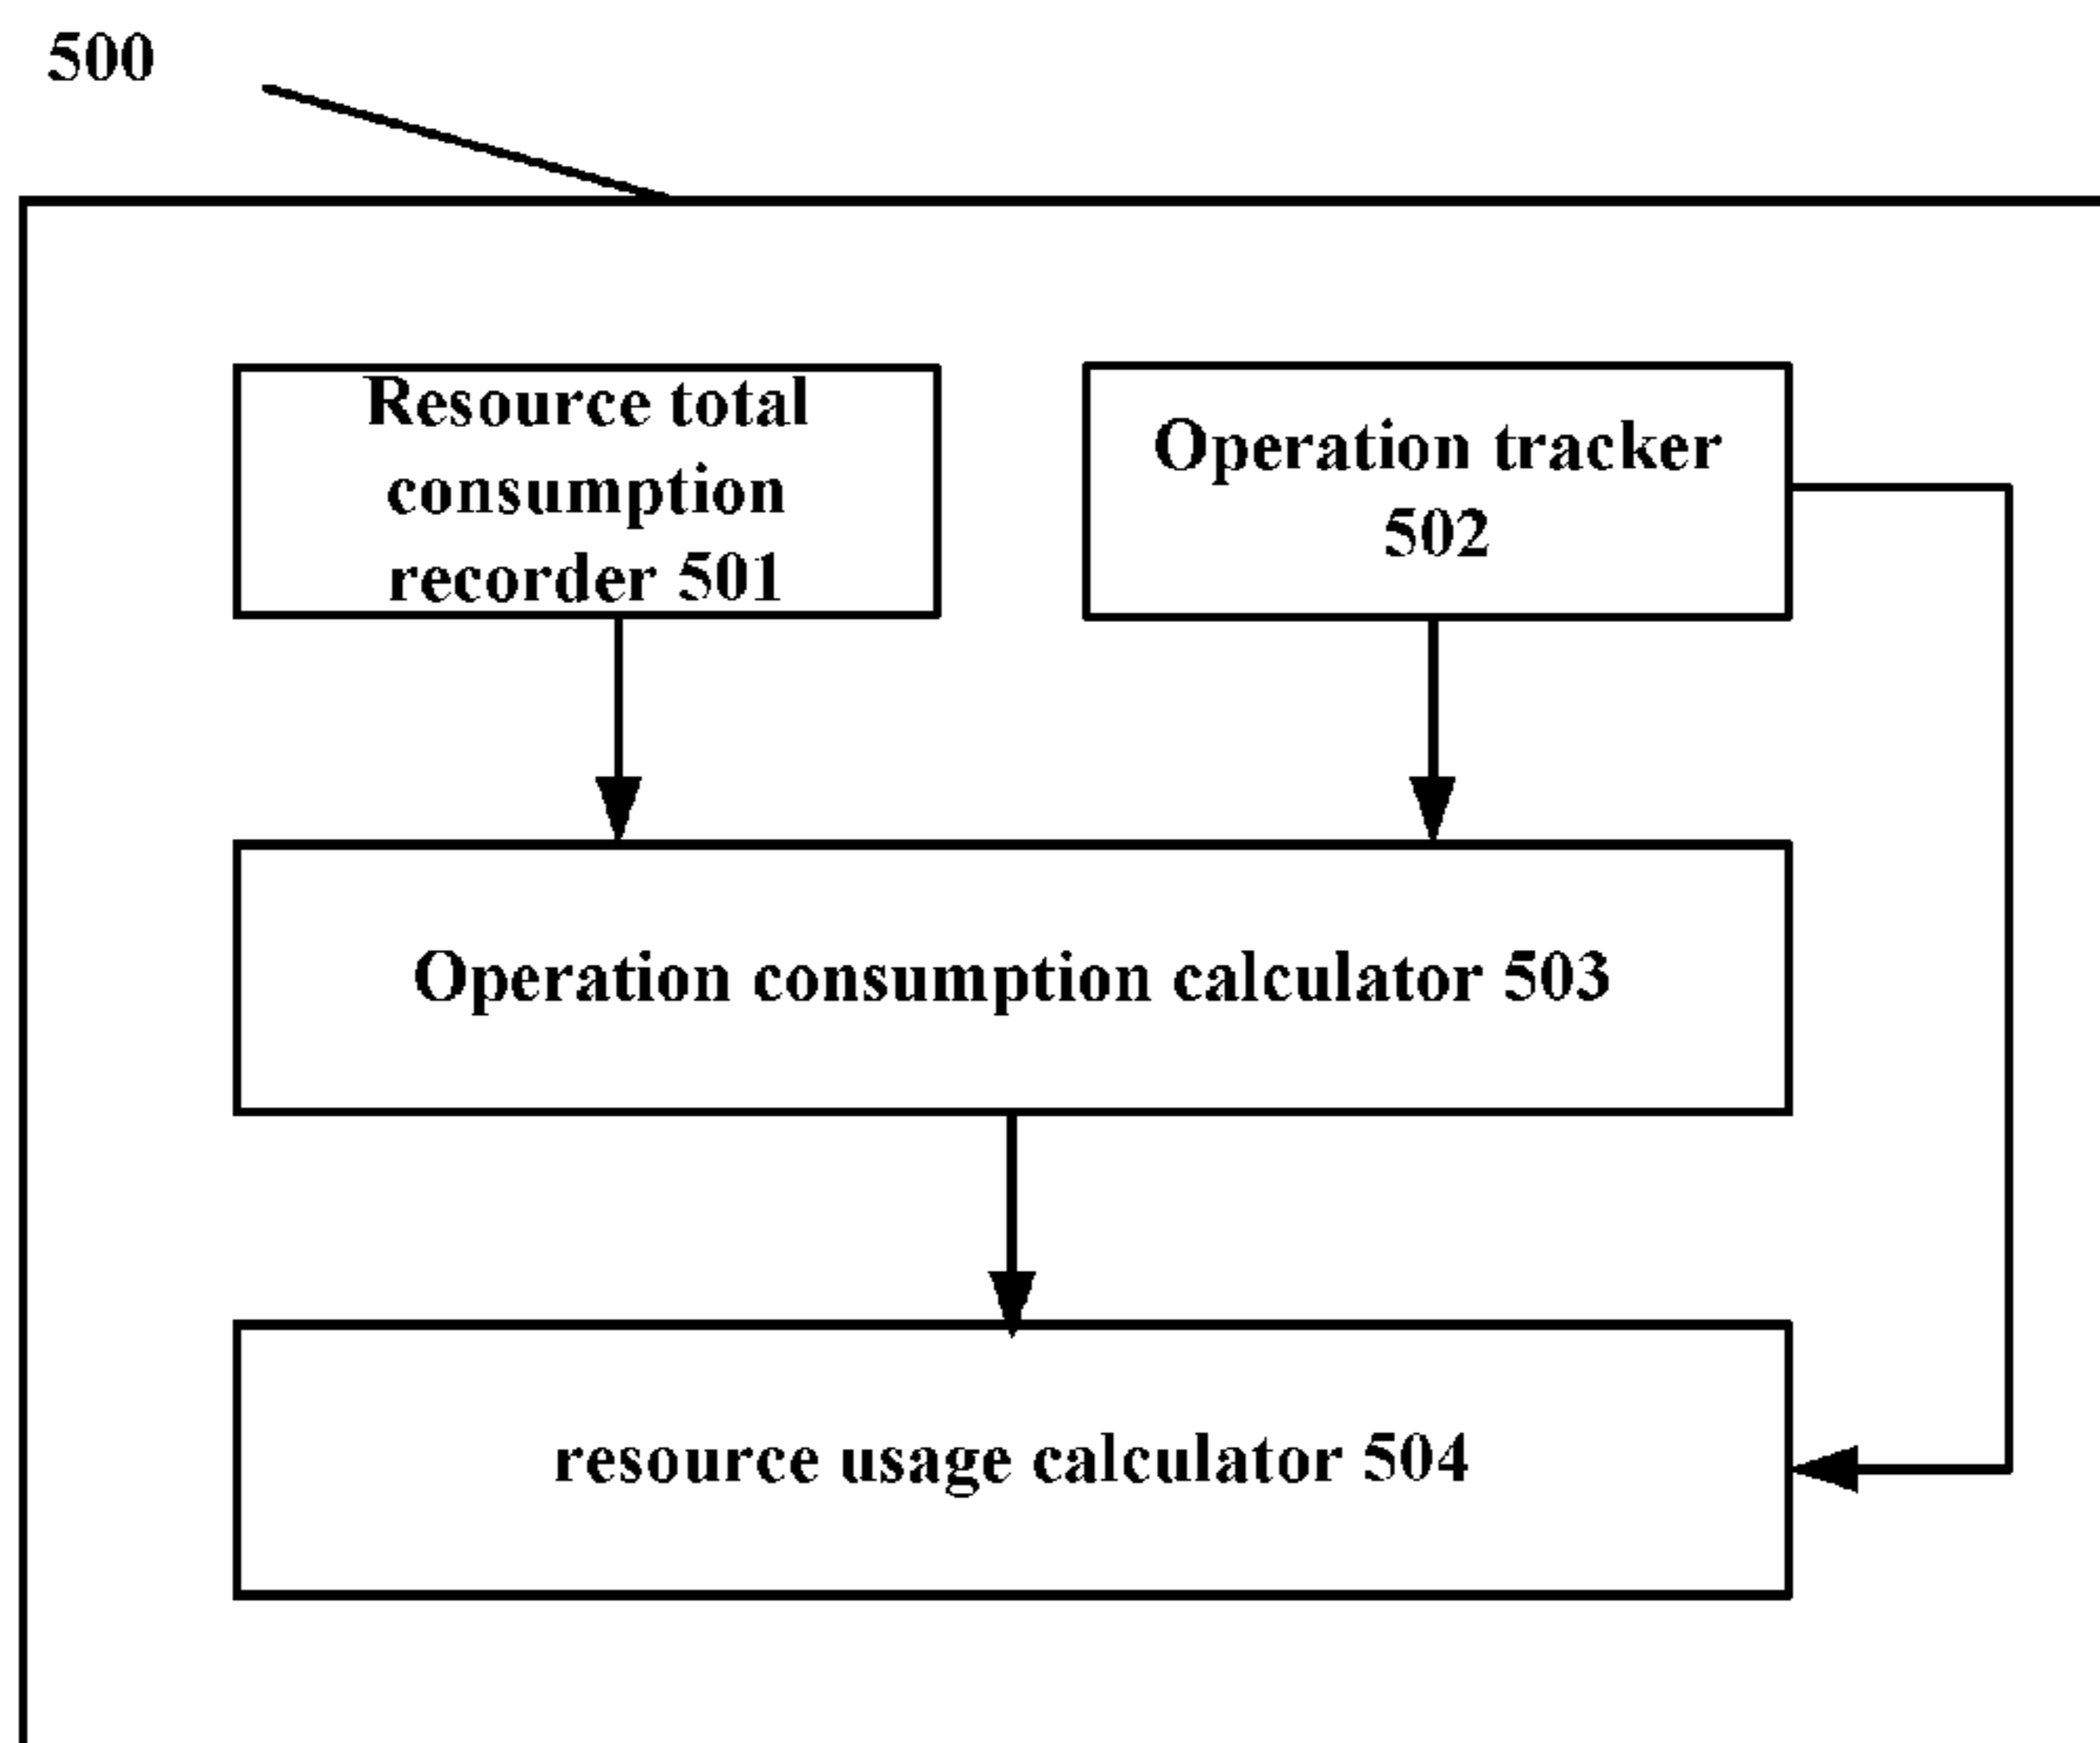 500
Resource total
consumption
recorder 501
Operation tracker
502
Operation consumption calculator 503
resource usage calculator 504